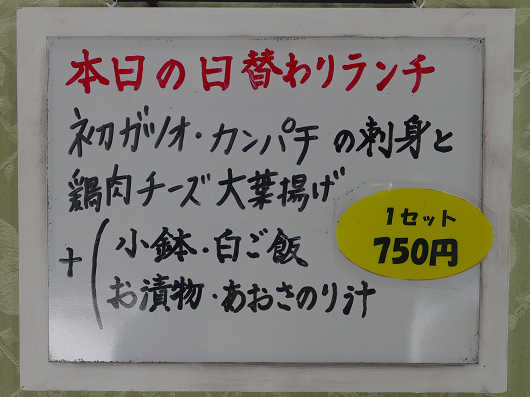 本日の日替わりランチ
初ガツオ・カンパチの刺身と
鶏肉チーズ大葉揚げ
+(小鉢・白ご飯
お漬物・あおさのり汁
1セット
750円